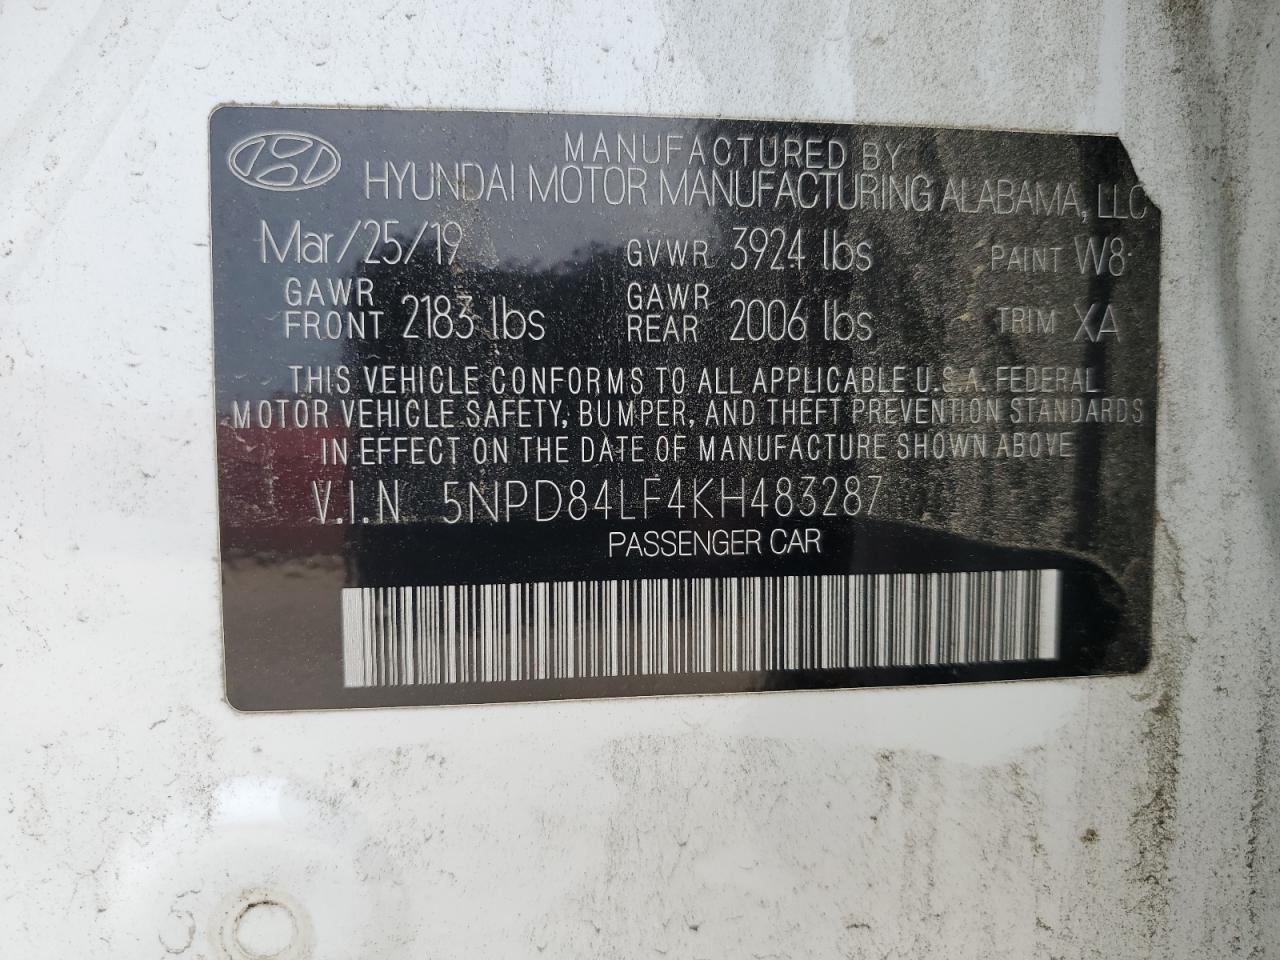 MANUFACTURED BY
HYUNDAI MOTOR MANUFACTURING ALABAMA, LLC
Mar/25/19 GVWR 3924 lbs PAINT W8
GAWR FRONT 2183 lbs GAWR REAR 2006 lbs TRIM XA
THIS VEHICLE CONFORMS TO ALL APPLICABLE U.S.A. FEDERAL
MOTOR VEHICLE SAFETY, BUMPER, AND THEFT PREVENTION STANDARDS
IN EFFECT ON THE DATE OF MANUFACTURE SHOWN ABOVE
V.I.N 5NPD84LF4KH483287
PASSENGER CAR